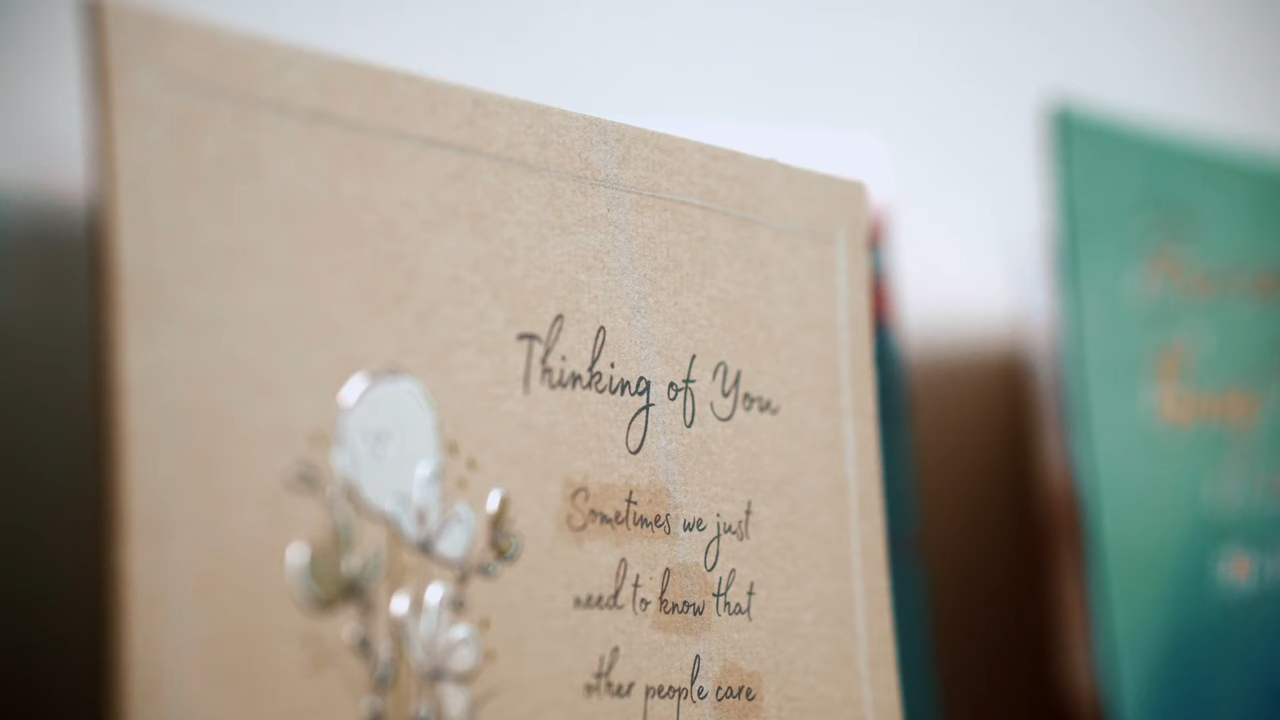 Thinking of You
Sometimes we just
need to know that
other people care